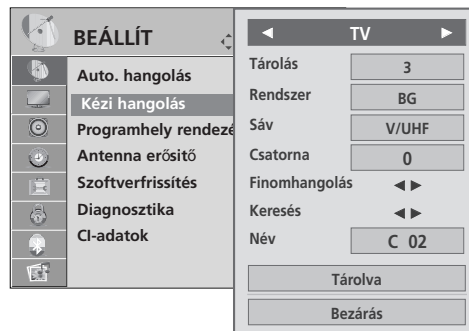 BEÁLLÍT
Auto. hangolás
Kézi hangolás
Programhely rendezé
Antenna erősitő
Szoftverfrissítés
Diagnosztika
CI-adatok
TV
Tárolás 3
Rendszer BG
Sáv V/UHF
Csatorna 0
Finomhangolás
Keresés
Név C 02
Tárolva
Bezárás